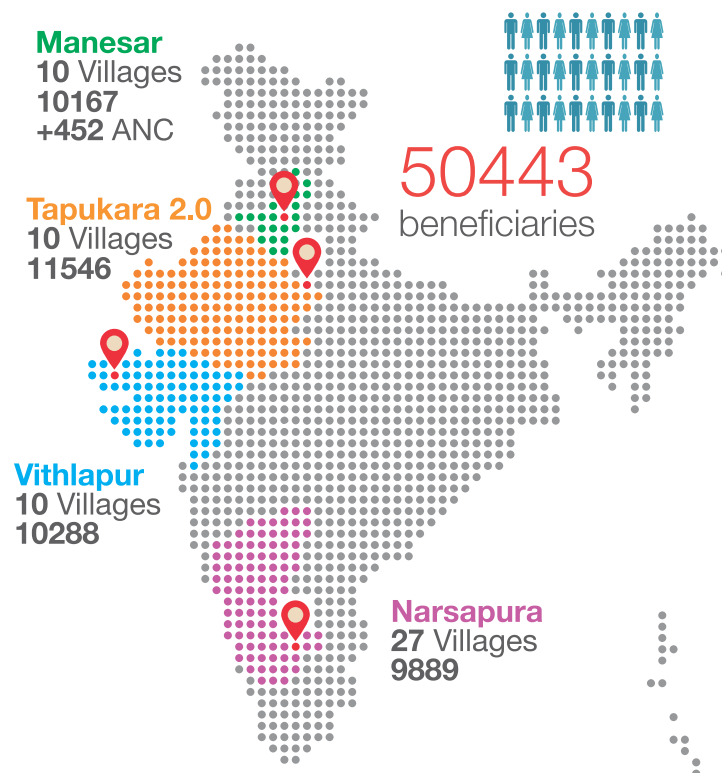 Manesar
10 Villages
10167
+452 ANC
50443
beneficiaries
Tapukara 2.0
10 Villages
11546
Vithlapur
10 Villages
10288
Narsapura
27 Villages
9889